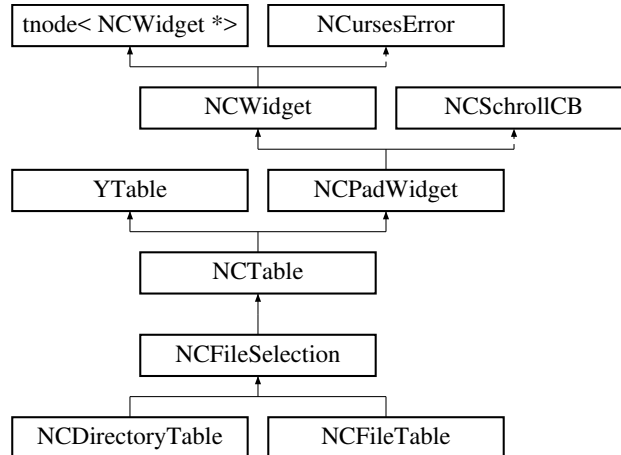 tnode< NCWidget *>
NCursesError
NCWidget
NCSchrollCB
YTable
NCPadWidget
NCTable
NCFileSelection
NCDirectoryTable
NCFileTable